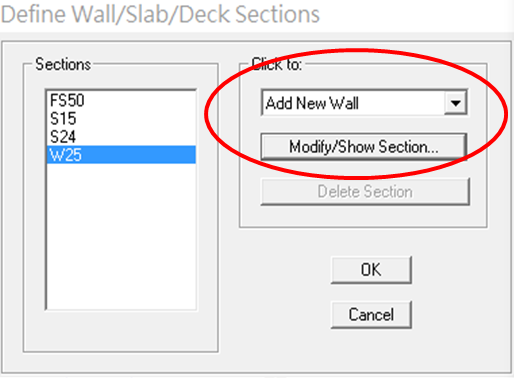 Define Wall/Slab/Deck Sections
Sections
FS50
S15
S24
W25
Click to:
Add New Wall
Modify/Show Section...
Delete Section
OK
Cancel